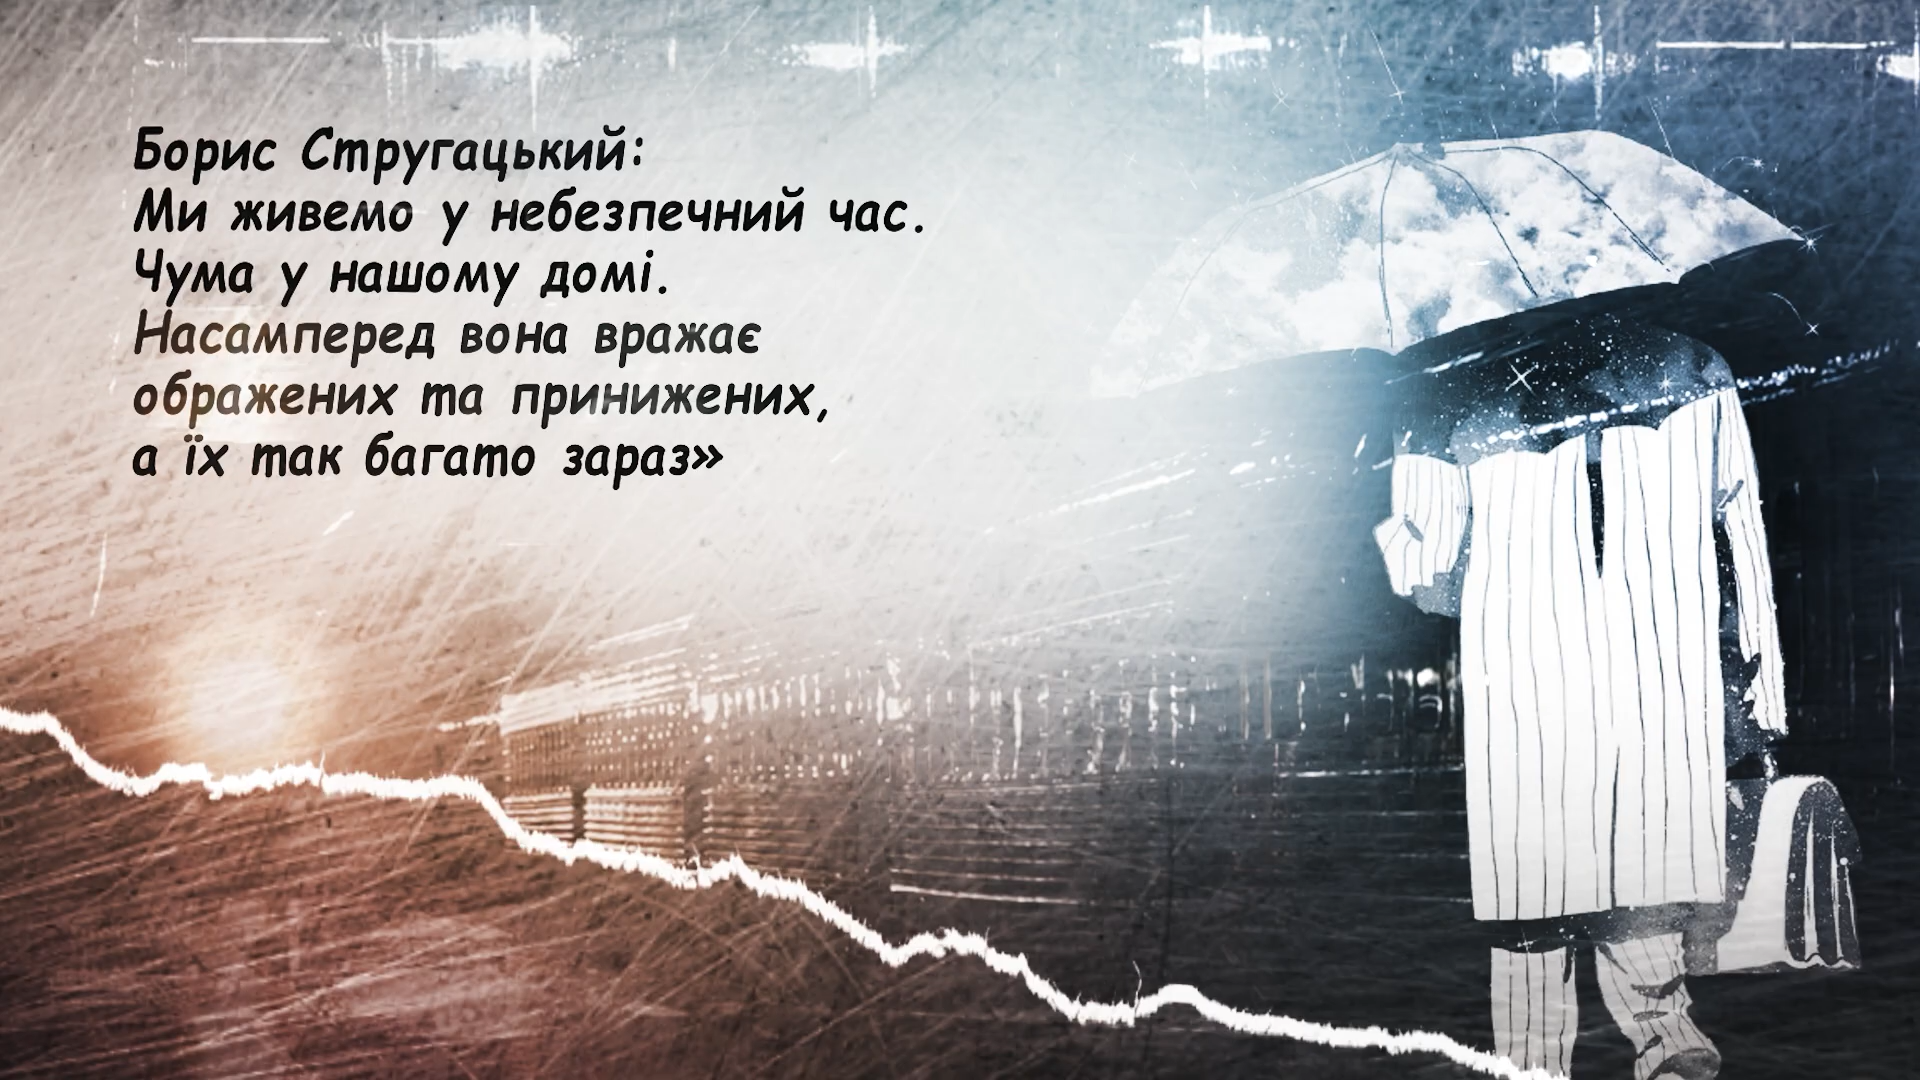 Борис Стругацький:
Ми живемо у небезпечний час.
Чума у нашому домі.
Насамперед вона вражає
ображених та принижених,
а їх так багато зараз»